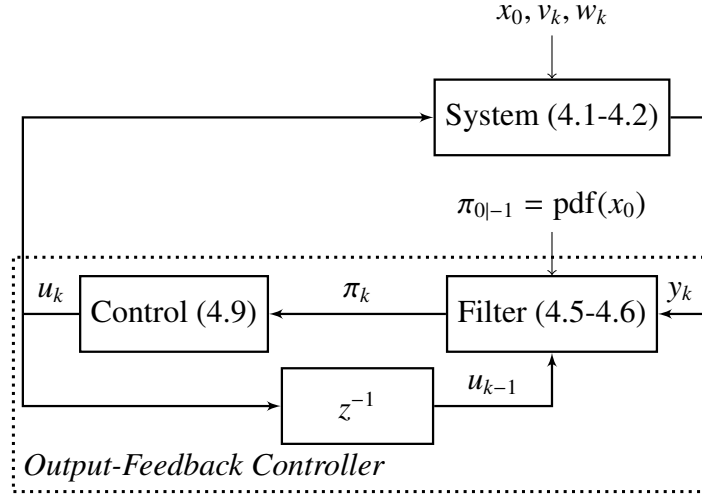 x₀, vₖ, wₖ
System (4.1-4.2)
π₀|₋₁ = pdf(x₀)
uₖ
Control (4.9)
πₖ
Filter (4.5-4.6)
yₖ
z⁻¹
uₖ₋₁
Output-Feedback Controller